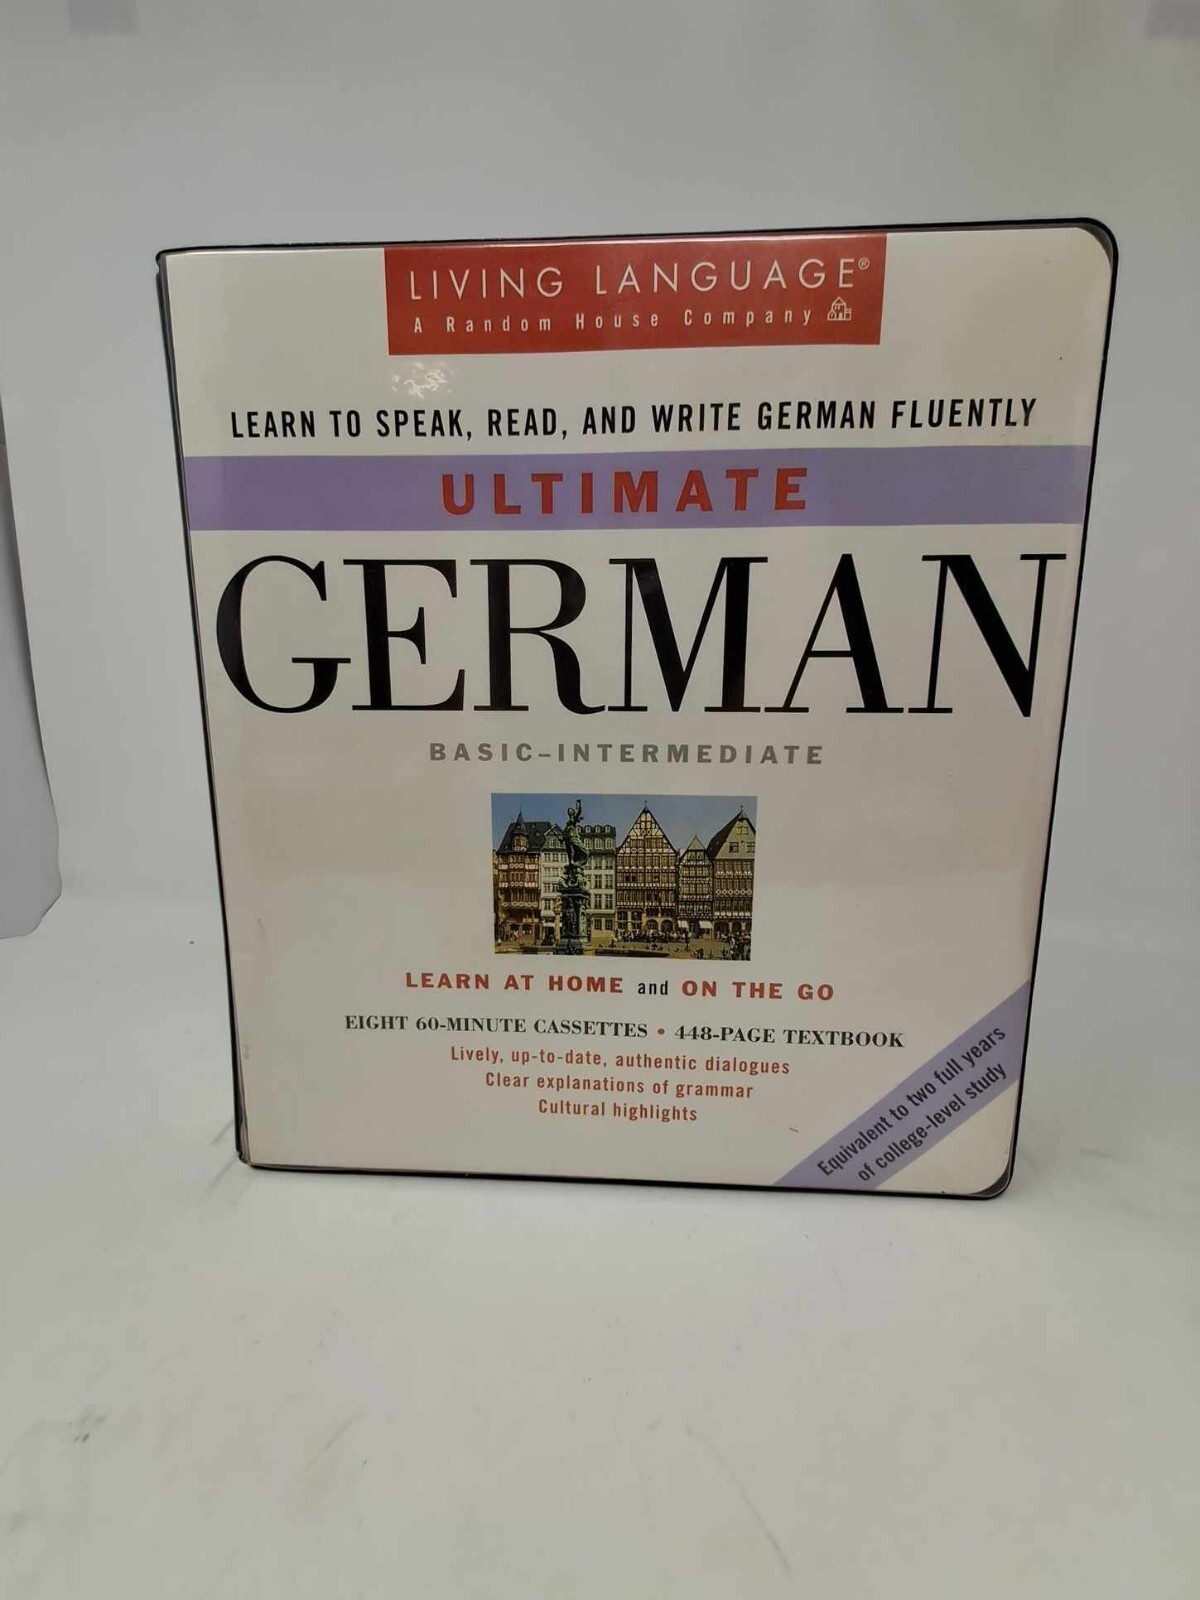 LIVING LANGUAGE®
A Random House Company
LEARN TO SPEAK, READ, AND WRITE GERMAN FLUENTLY
ULTIMATE
GERMAN
BASIC–INTERMEDIATE
LEARN AT HOME and ON THE GO
EIGHT 60-MINUTE CASSETTES • 448-PAGE TEXTBOOK
Lively, up-to-date, authentic dialogues
Clear explanations of grammar
Cultural highlights
Equivalent to two full years
of college-level study